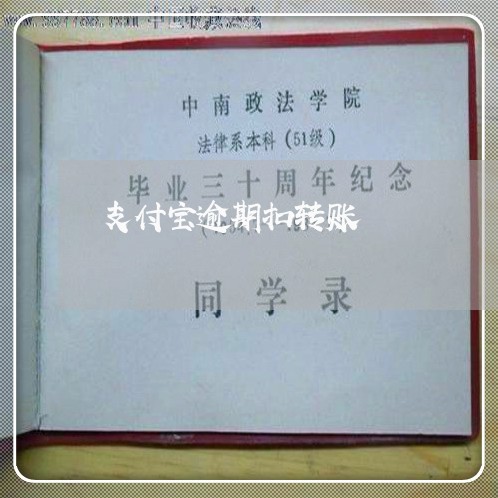 中南政法学院
法律系本科(51级)
毕业三十周年纪念
支付宝逾期扣转账
同学录